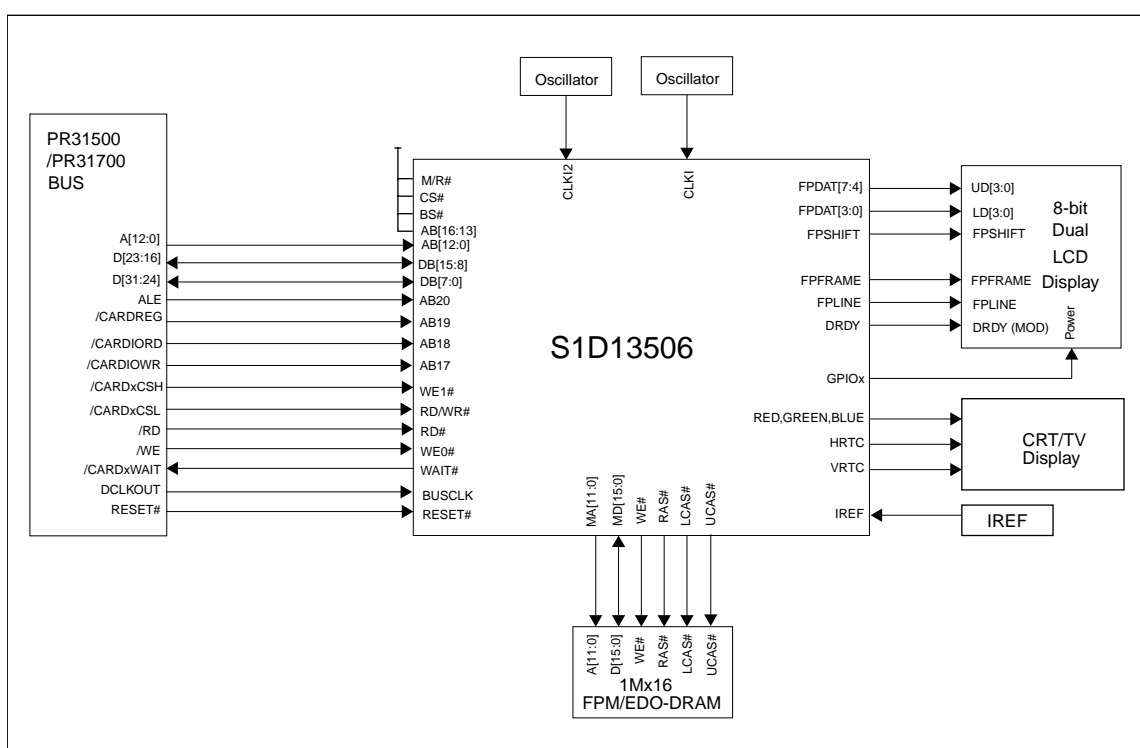 Oscillator
Oscillator
PR31500
/PR31700
BUS
A[12:0]
D[23:16]
D[31:24]
ALE
/CARDREG
/CARDIORD
/CARDIOWR
/CARDxCSH
/CARDxCSL
/RD
/WE
/CARDxWAIT
DCLKOUT
RESET#
CLKI2
CLKI
M/R#
CS#
BS#
AB[16:13]
AB[12:0]
DB[15:8]
DB[7:0]
AB20
AB19
AB18
AB17
WE1#
RD/WR#
RD#
WE0#
WAIT#
BUSCLK
RESET#
S1D13506
FPDAT[7:4]
FPDAT[3:0]
FPSHIFT
FPFRAME
FPLINE
DRDY
GPIOx
RED,GREEN,BLUE
HRTC
VRTC
IREF
UD[3:0]
LD[3:0]
FPSHIFT
FPFRAME
FPLINE
DRDY (MOD)
8-bit
Dual
LCD
Display
Power
CRT/TV
Display
IREF
MA[11:0]
MD[15:0]
WE#
RAS#
LCAS#
UCAS#
A[11:0]
D[15:0]
WE#
RAS#
LCAS#
UCAS#
1Mx16
FPM/EDO-DRAM